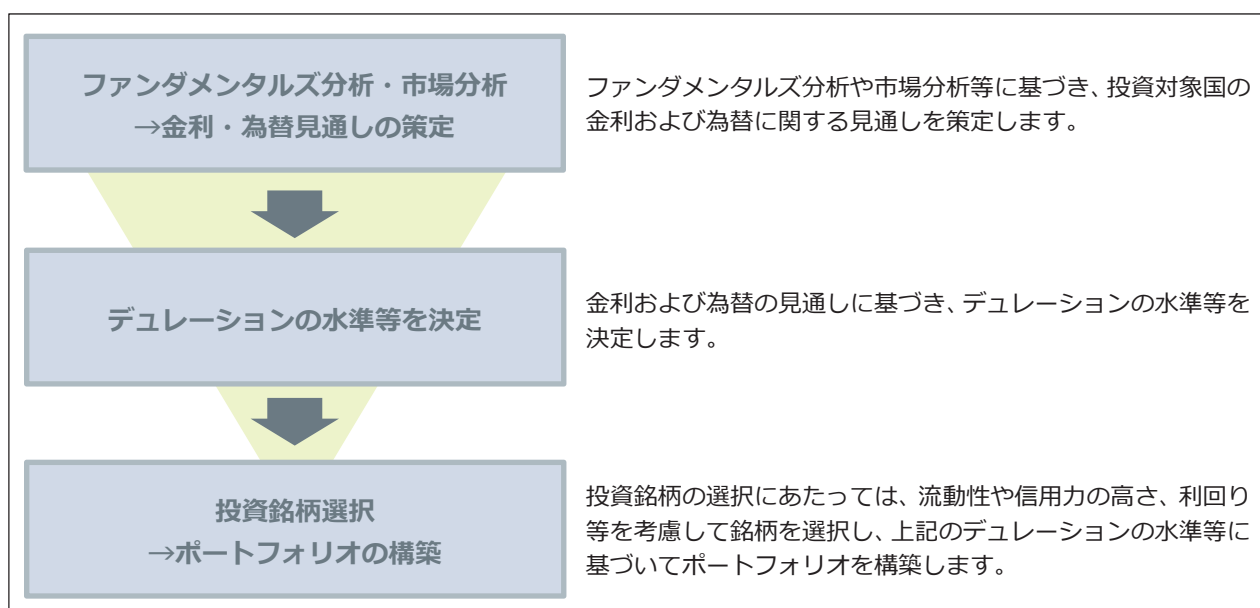 ファンダメンタルズ分析・市場分析
→金利・為替見通しの策定
ファンダメンタルズ分析や市場分析等に基づき、投資対象国の
金利および為替に関する見通しを策定します。
デュレーションの水準等を決定
金利および為替の見通しに基づき、デュレーションの水準等を
決定します。
投資銘柄選択
→ポートフォリオの構築
投資銘柄の選択にあたっては、流動性や信用力の高さ、利回り
等を考慮して銘柄を選択し、上記のデュレーションの水準等に
基づいてポートフォリオを構築します。